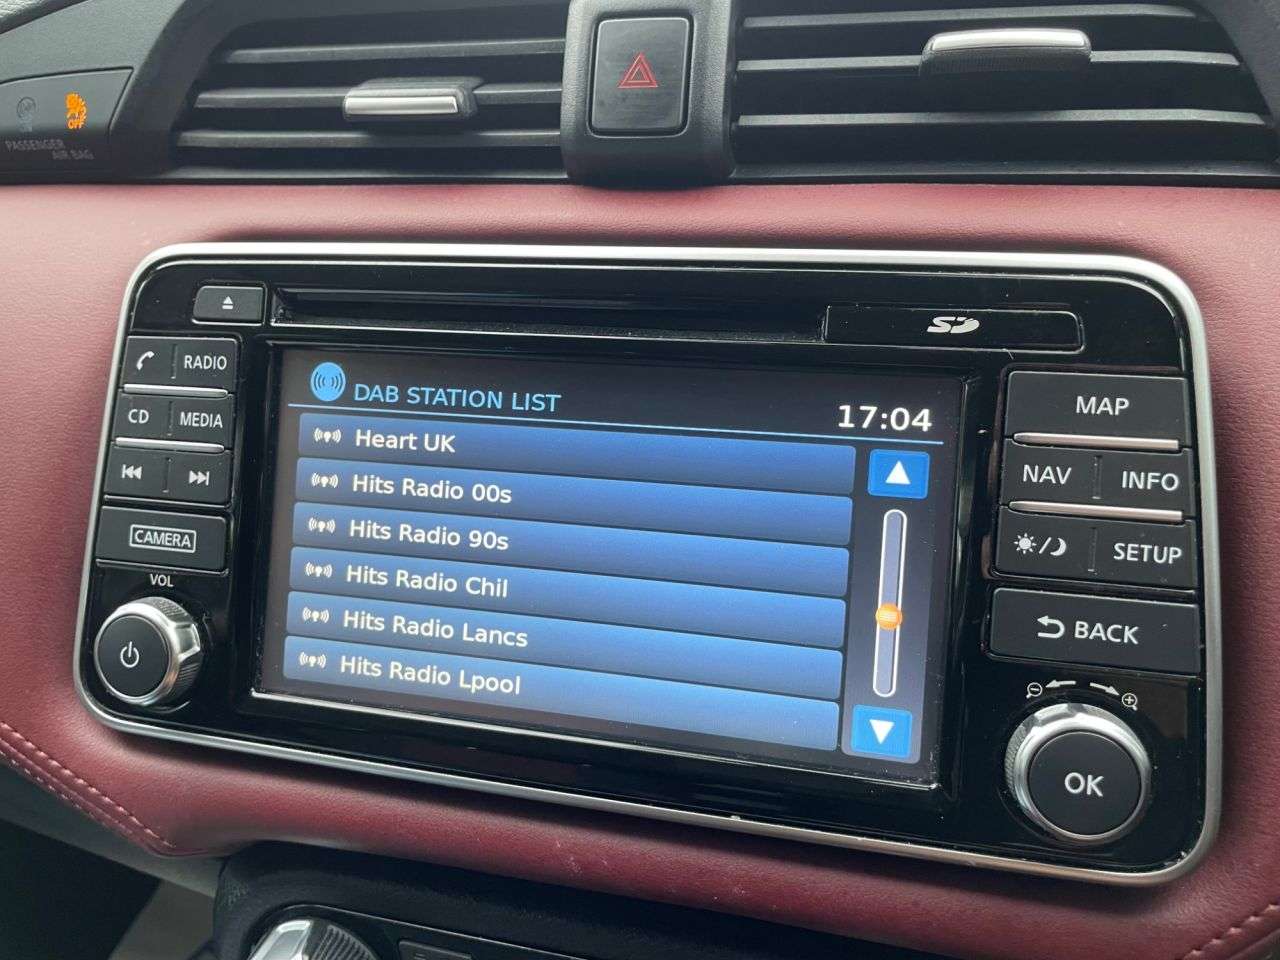 OFF
PASSENGER
AIR BAG
SD
RADIO
CD MEDIA
CAMERA
VOL
DAB STATION LIST
17:04
Heart UK
Hits Radio 00s
Hits Radio 90s
Hits Radio Chil
Hits Radio Lancs
Hits Radio Lpool
MAP
NAV INFO
SETUP
BACK
OK